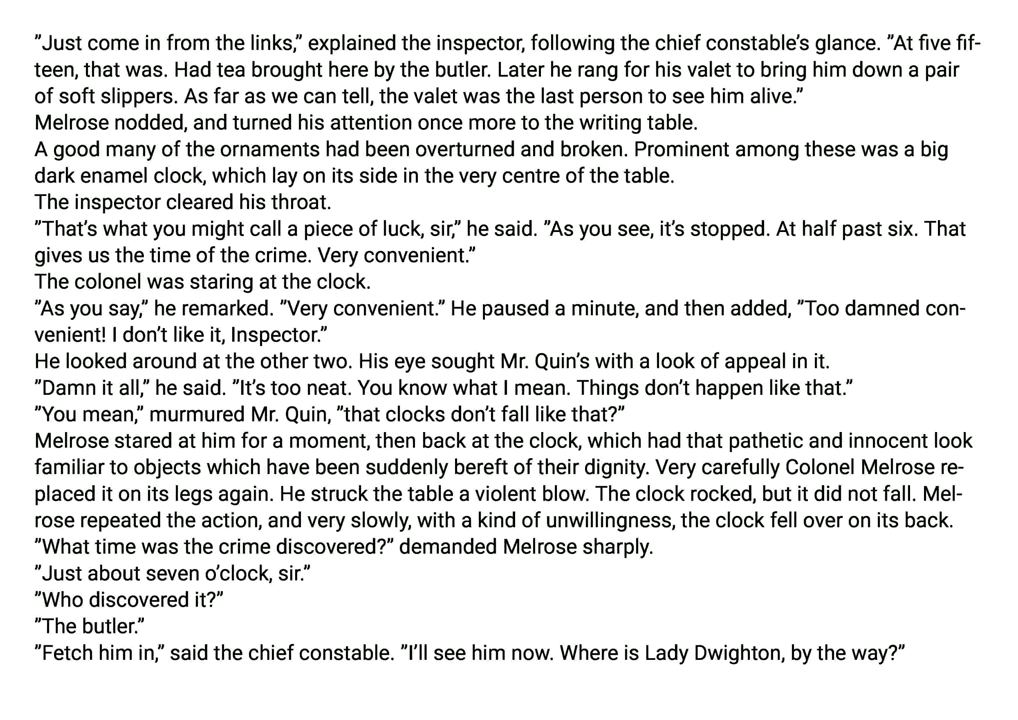 ”Just come in from the links,” explained the inspector, following the chief constable’s glance. ”At five fif-
teen, that was. Had tea brought here by the butler. Later he rang for his valet to bring him down a pair
of soft slippers. As far as we can tell, the valet was the last person to see him alive.”
Melrose nodded, and turned his attention once more to the writing table.
A good many of the ornaments had been overturned and broken. Prominent among these was a big
dark enamel clock, which lay on its side in the very centre of the table.
The inspector cleared his throat.
”That’s what you might call a piece of luck, sir,” he said. ”As you see, it’s stopped. At half past six. That
gives us the time of the crime. Very convenient.”
The colonel was staring at the clock.
”As you say,” he remarked. ”Very convenient.” He paused a minute, and then added, ”Too damned con-
venient! I don’t like it, Inspector.”
He looked around at the other two. His eye sought Mr. Quin’s with a look of appeal in it.
”Damn it all,” he said. ”It’s too neat. You know what I mean. Things don’t happen like that.”
”You mean,” murmured Mr. Quin, ”that clocks don’t fall like that?”
Melrose stared at him for a moment, then back at the clock, which had that pathetic and innocent look
familiar to objects which have been suddenly bereft of their dignity. Very carefully Colonel Melrose re-
placed it on its legs again. He struck the table a violent blow. The clock rocked, but it did not fall. Mel-
rose repeated the action, and very slowly, with a kind of unwillingness, the clock fell over on its back.
”What time was the crime discovered?” demanded Melrose sharply.
”Just about seven o’clock, sir.”
”Who discovered it?”
”The butler.”
”Fetch him in,” said the chief constable. ”I’ll see him now. Where is Lady Dwighton, by the way?”